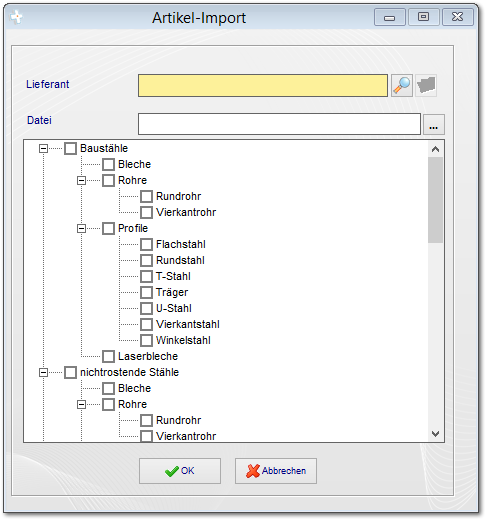 Artikel-Import
Lieferant
Datei
...
Baustähle
Bleche
Rohre
Rundrohr
Vierkantrohr
Profile
Flachstahl
Rundstahl
T-Stahl
Träger
U-Stahl
Vierkantstahl
Winkelstahl
Laserbleche
nichtrostende Stähle
Bleche
Rohre
Rundrohr
Vierkantrohr
OK Abbrechen